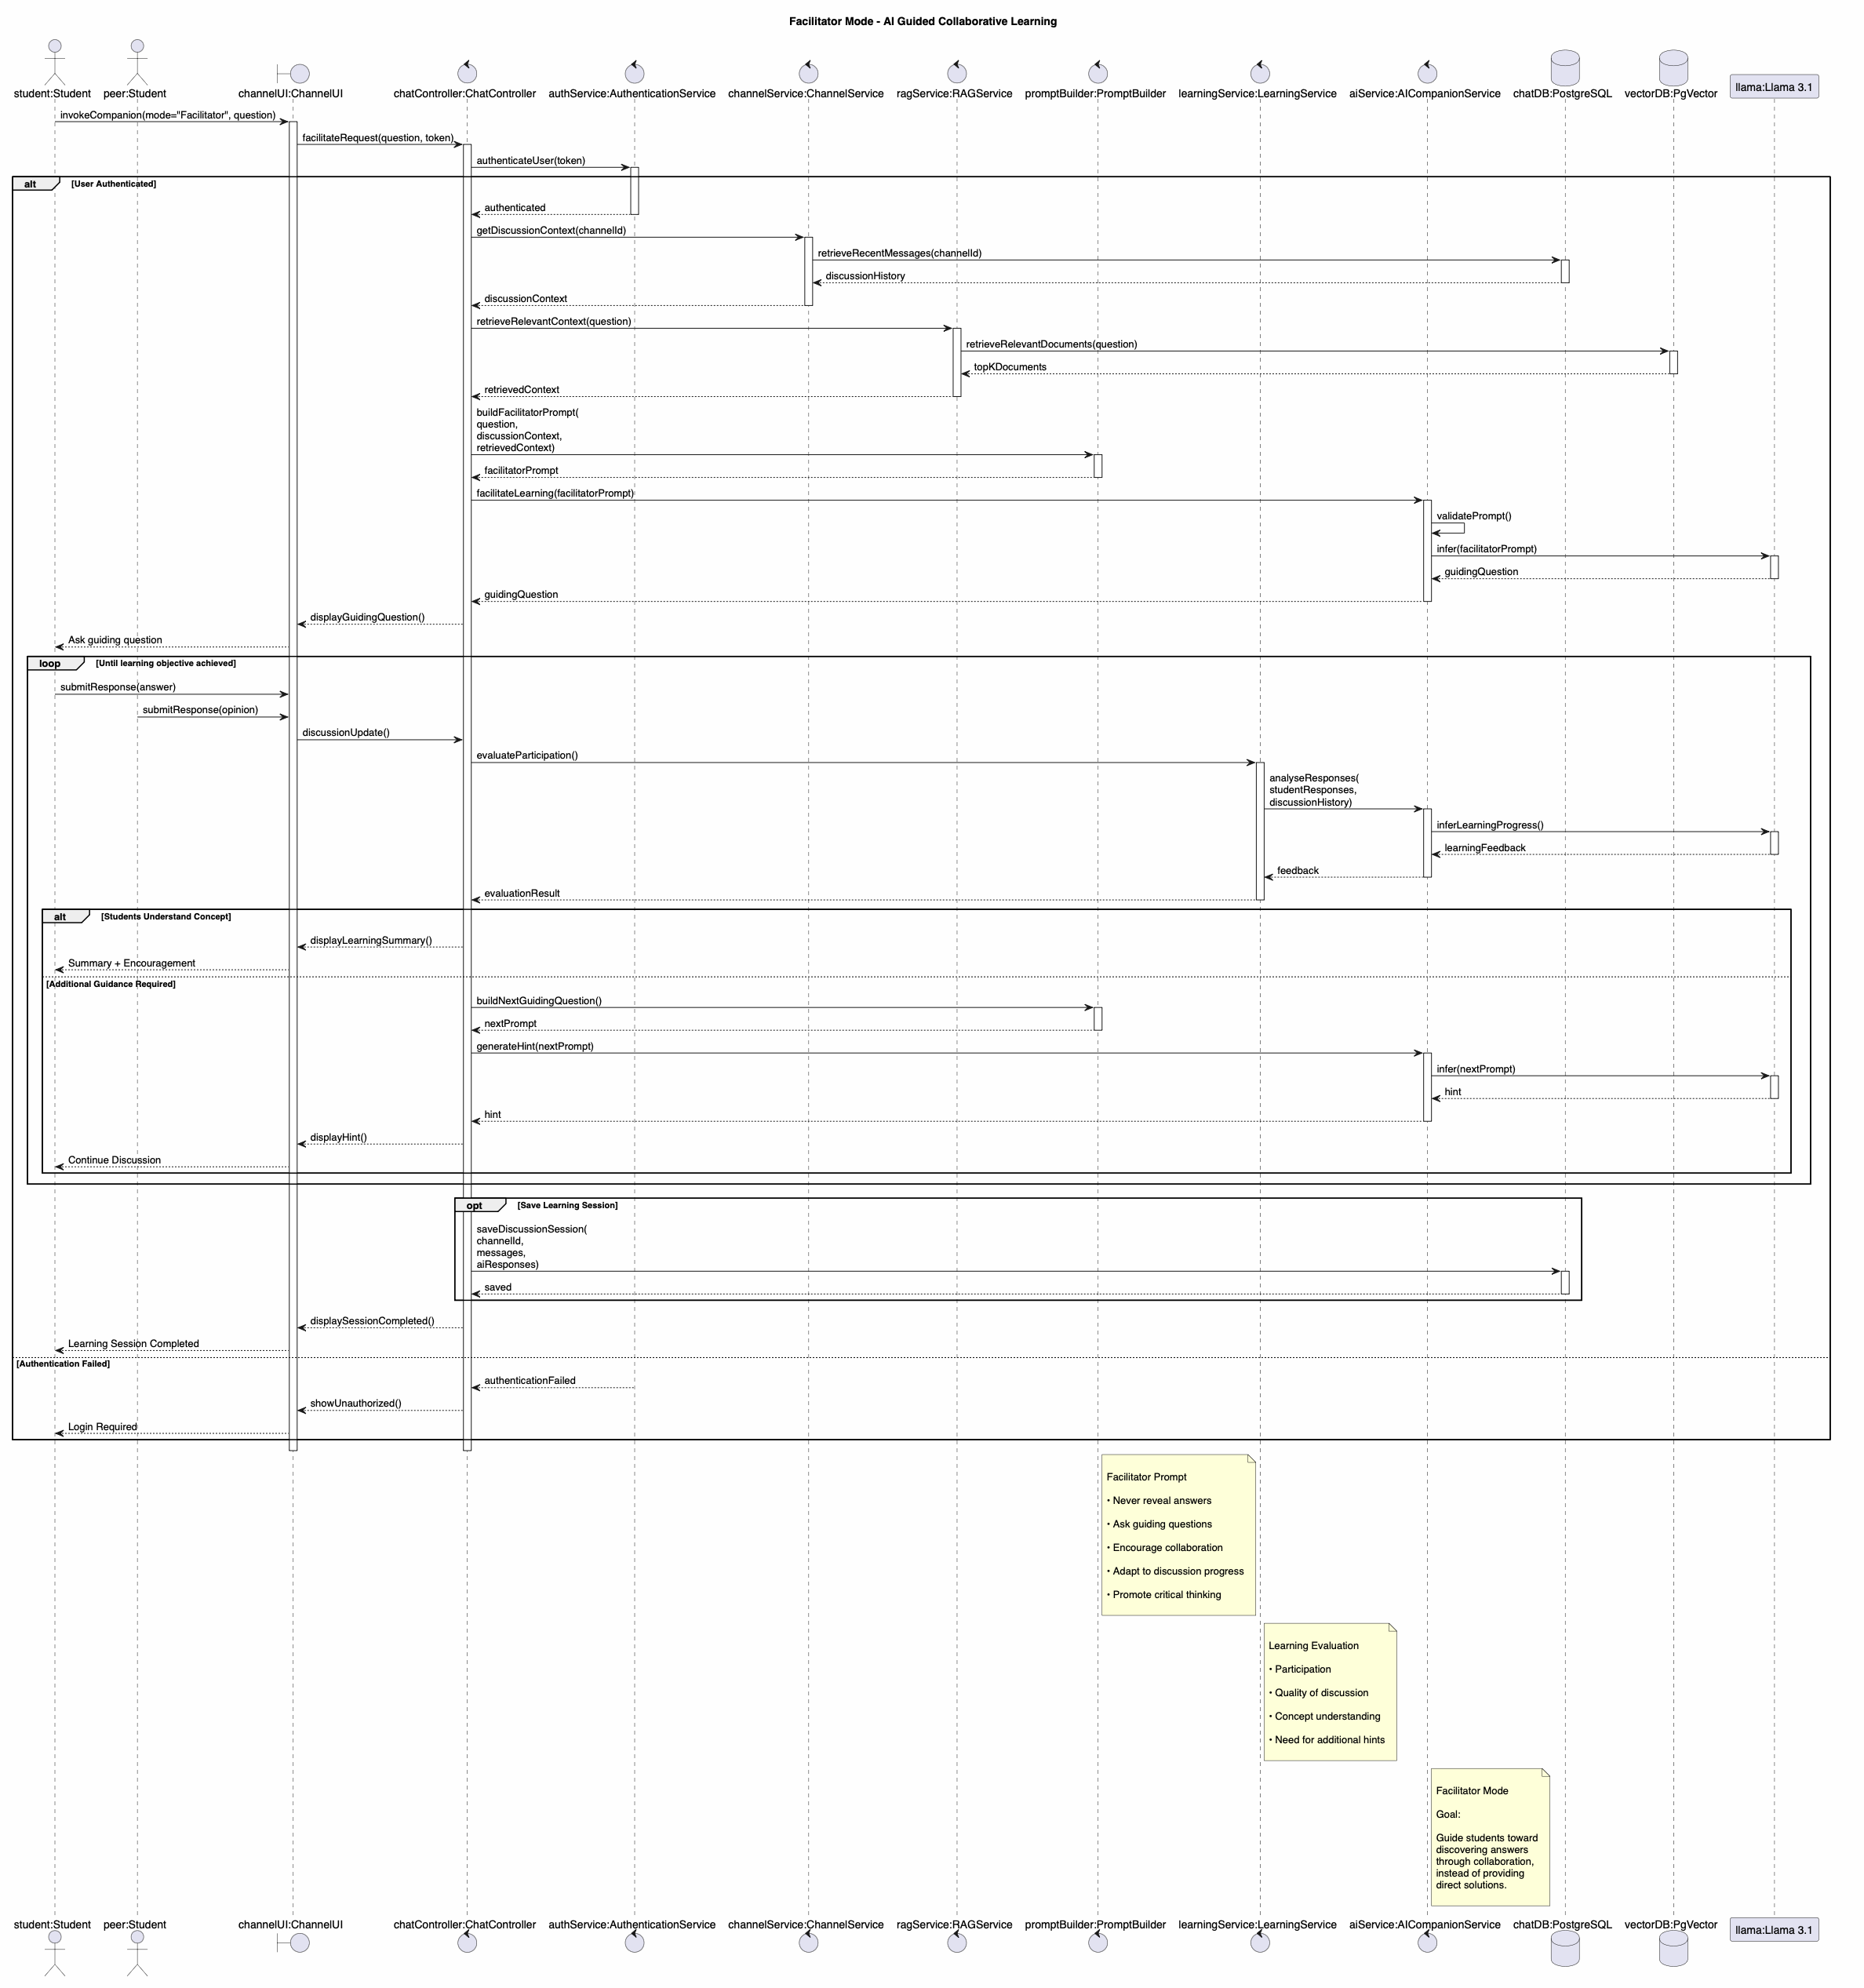 Facilitator Mode - AI Guided Collaborative Learning
student:Student
peer:Student
channelUI:ChannelUI
chatController:ChatController
authService:AuthenticationService
channelService:ChannelService
ragService:RAGService
promptBuilder:PromptBuilder
learningService:LearningService
aiService:AICompanionService
chatDB:PostgreSQL
vectorDB:PgVector
llama:Llama 3.1
invokeCompanion(mode="Facilitator", question)
facilitateRequest(question, token)
authenticateUser(token)
alt
[User Authenticated]
authenticated
getDiscussionContext(channelId)
retrieveRecentMessages(channelId)
discussionHistory
discussionContext
retrieveRelevantContext(question)
retrieveRelevantDocuments(question)
topKDocuments
retrievedContext
buildFacilitatorPrompt(
question,
discussionContext,
retrievedContext)
facilitatorPrompt
facilitateLearning(facilitatorPrompt)
validatePrompt()
infer(facilitatorPrompt)
guidingQuestion
guidingQuestion
displayGuidingQuestion()
Ask guiding question
loop
[Until learning objective achieved]
submitResponse(answer)
submitResponse(opinion)
discussionUpdate()
evaluateParticipation()
analyseResponses(
studentResponses,
discussionHistory)
inferLearningProgress()
learningFeedback
feedback
evaluationResult
alt
[Students Understand Concept]
displayLearningSummary()
Summary + Encouragement
[Additional Guidance Required]
buildNextGuidingQuestion()
nextPrompt
generateHint(nextPrompt)
infer(nextPrompt)
hint
hint
displayHint()
Continue Discussion
opt
[Save Learning Session]
saveDiscussionSession(
channelId,
messages,
aiResponses)
saved
displaySessionCompleted()
Learning Session Completed
[Authentication Failed]
authenticationFailed
showUnauthorized()
Login Required
Facilitator Prompt
• Never reveal answers
• Ask guiding questions
• Encourage collaboration
• Adapt to discussion progress
• Promote critical thinking
Learning Evaluation
• Participation
• Quality of discussion
• Concept understanding
• Need for additional hints
Facilitator Mode
Goal:
Guide students toward
discovering answers
through collaboration,
instead of providing
direct solutions.
student:Student
peer:Student
channelUI:ChannelUI
chatController:ChatController
authService:AuthenticationService
channelService:ChannelService
ragService:RAGService
promptBuilder:PromptBuilder
learningService:LearningService
aiService:AICompanionService
chatDB:PostgreSQL
vectorDB:PgVector
llama:Llama 3.1